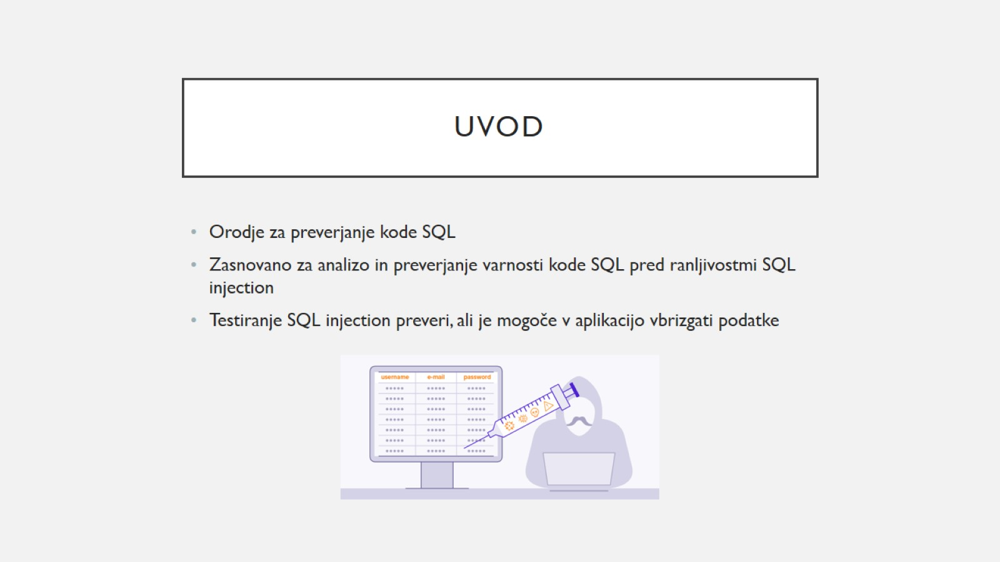 UVOD
• Orodje za preverjanje kode SQL
• Zasnovano za analizo in preverjanje varnosti kode SQL pred ranljivostmi SQL
injection
• Testiranje SQL injection preveri, ali je mogoče v aplikacijo vbrizgati podatke
username e-mail password